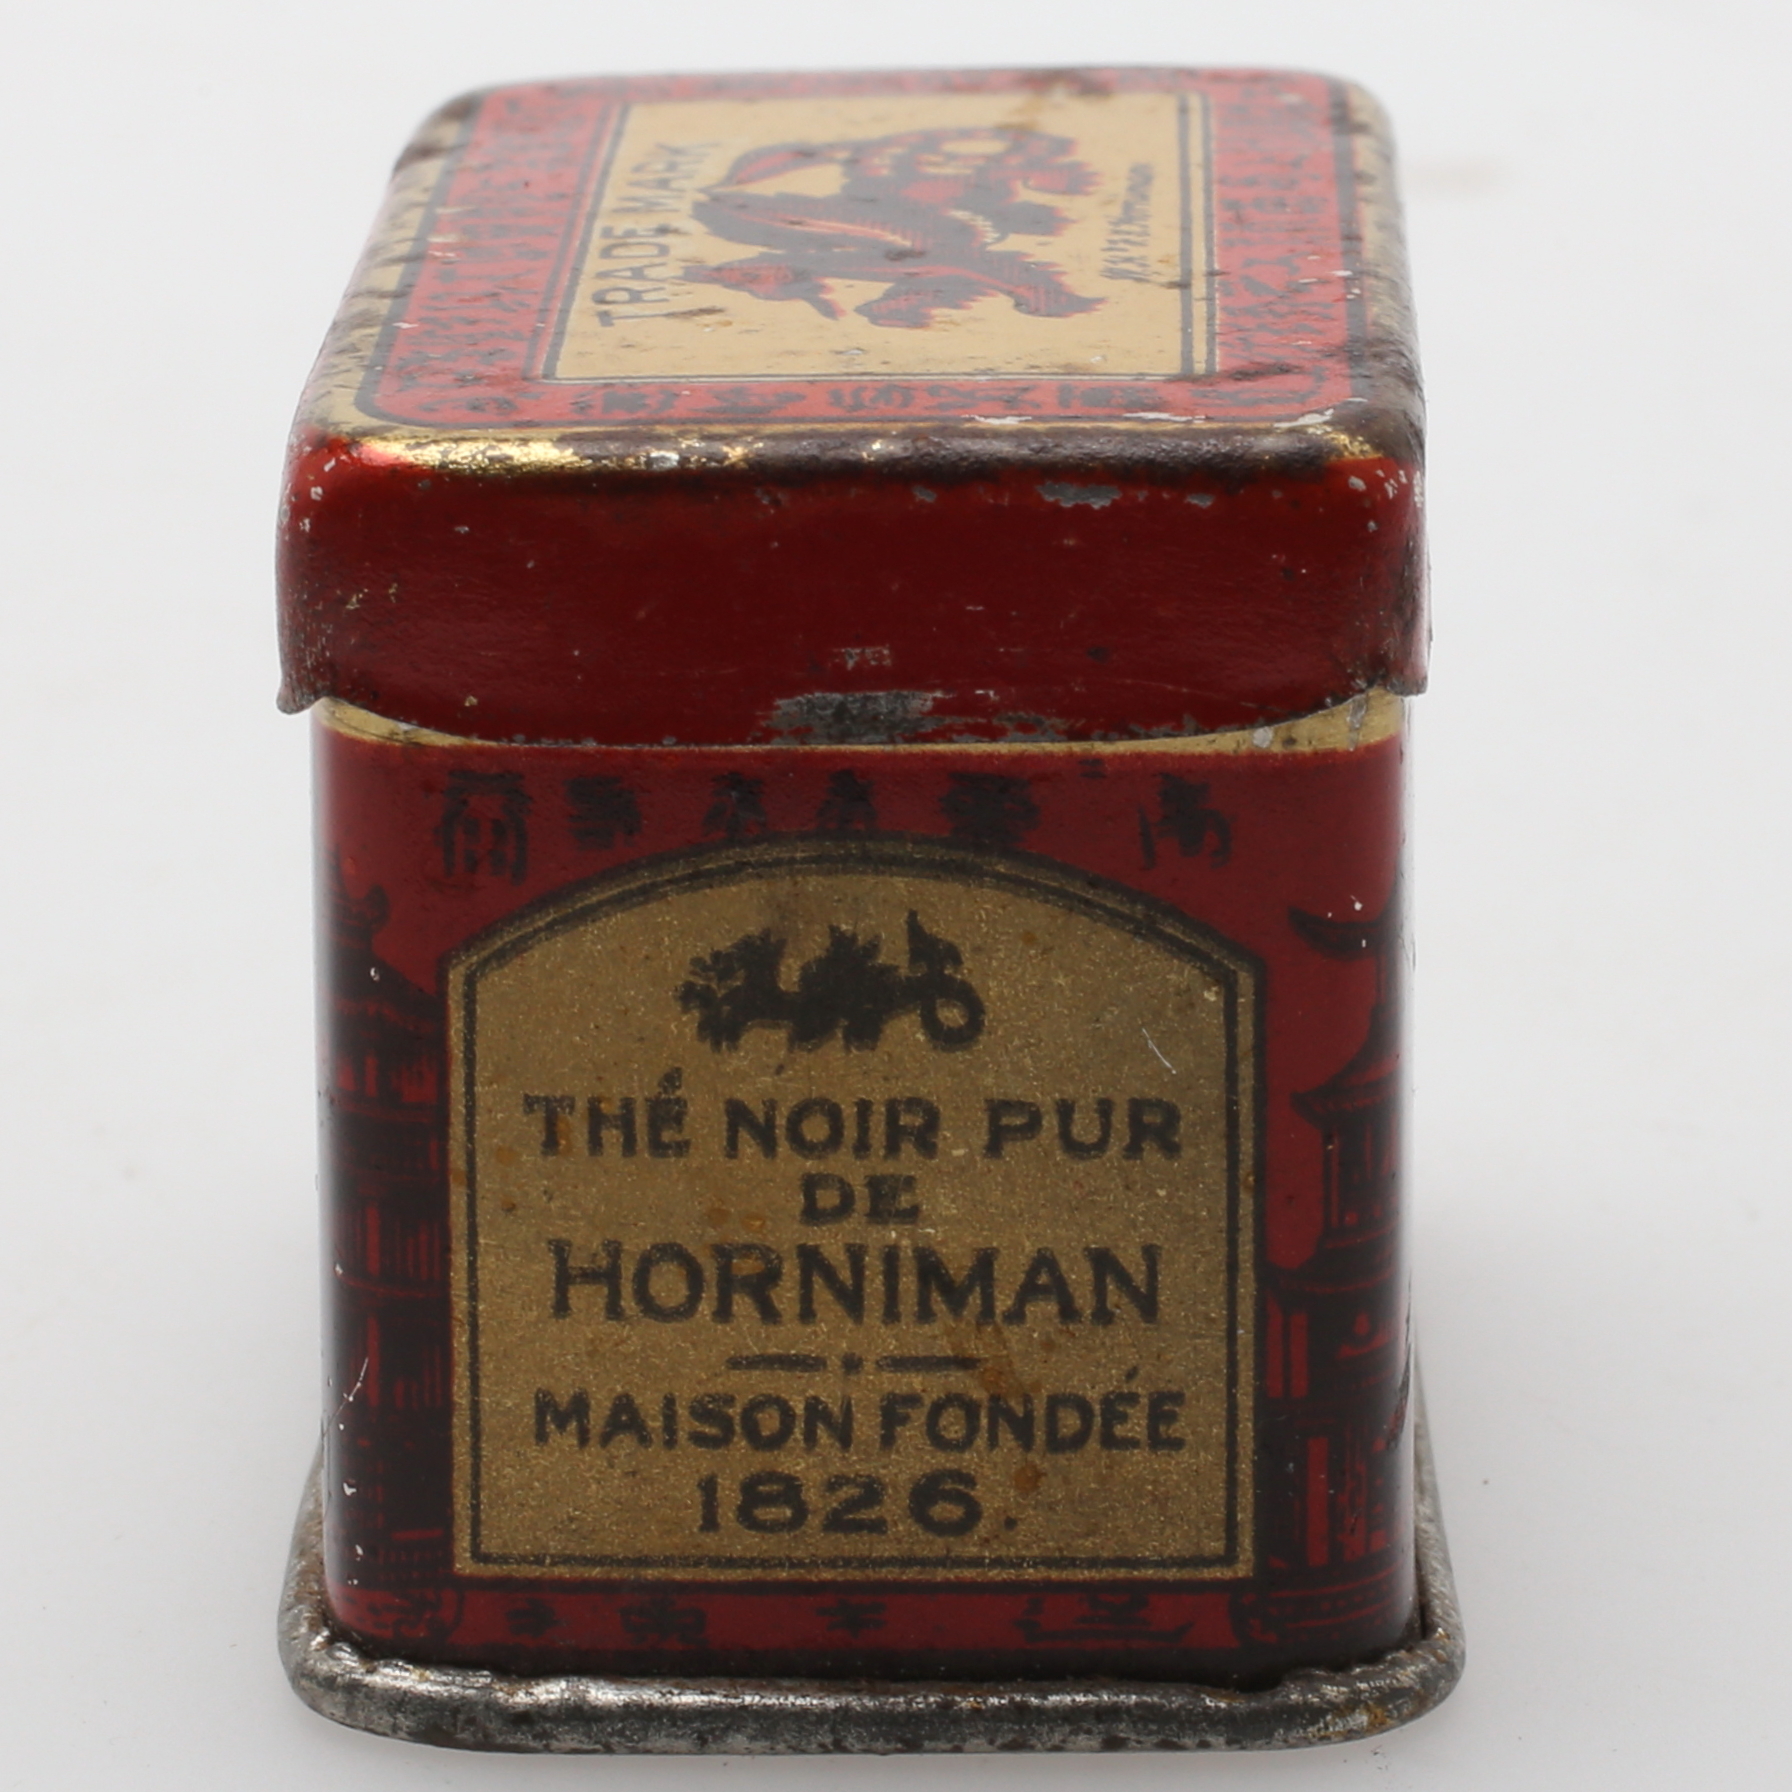 TRADE MARK
THÉ NOIR PUR
DE
HORNIMAN
MAISON FONDÉE
1826.